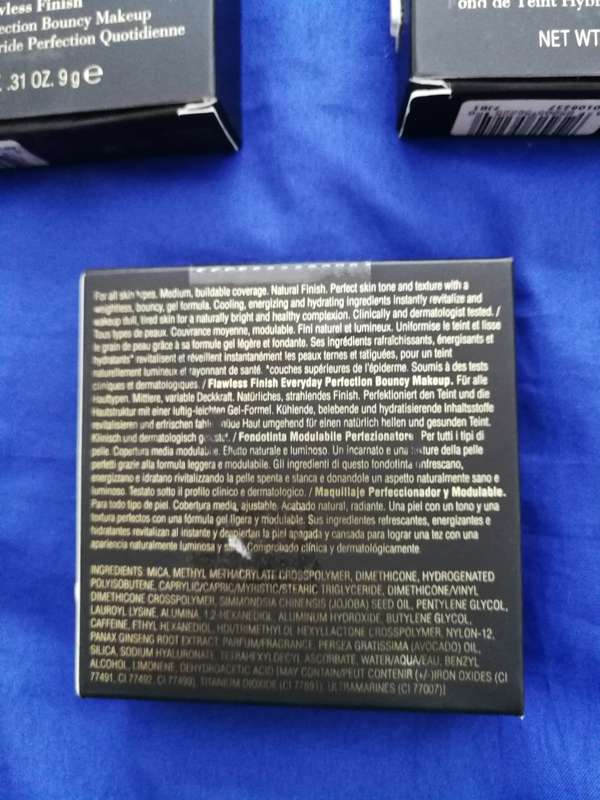 wless Finish
ection Bouncy Makeup
ride Perfection Quotidienne
.31 OZ. 9 g e
ond de Teint Hybri
NET WT
For all skin types. Medium, buildable coverage. Natural Finish. Perfect skin tone and texture with a
weightless, bouncy, gel formula. Cooling, energizing and hydrating ingredients instantly revitalize and
wakeup dull, tired skin for a naturally bright and healthy complexion. Clinically and dermatologist tested. /
Tous types de peaux. Couvrance moyenne, modulable. Fini naturel et lumineux. Uniformise le teint et lisse
le grain de peau grâce à sa formule gel légère et fondante. Ses ingrédients rafraîchissants, énergisants et
hydratants* revitalisent et réveillent instantanément les peaux ternes et fatiguées, pour un teint
naturellement lumineux et rayonnant de santé. *couches supérieures de l'épiderme. Soumis à des tests
cliniques et dermatologiques. / Flawless Finish Everyday Perfection Bouncy Makeup. Für alle
Hauttypen. Mittlere, variable Deckkraft. Natürliches, strahlendes Finish. Perfektioniert den Teint und die
Hautstruktur mit einer luftig-leichten Gel-Formel. Kühlende, belebende und hydratisierende Inhaltsstoffe
revitalisieren und erfrischen müde Haut umgehend für einen natürlich hellen und gesunden Teint.
Klinisch und dermatologisch / Fondotinta Modulabile Perfezionatore Per tutti i tipi di
pelle. Copertura media modulabile. Effetto naturale e luminoso. Un incarnato e una texture della pelle
perfetti grazie alla formula leggera e modulabile. Gli ingredienti di questo fondotinta rinfrescano,
energizzano e idratano rivitalizzando la pelle spenta e stanca e donandole un aspetto naturalmente sano e
luminoso. Testato sotto il profilo clinico e dermatologico. / Maquillaje Perfeccionador y Modulable.
Para todo tipo de piel. Cobertura media, ajustable. Acabado natural, radiante. Una piel con un tono y una
textura perfectos con una fórmula gel ligera y modulable. Sus ingredientes refrescantes, energizantes e
hidratantes revitalizan al instante y despiertan la piel apagada y cansada para lograr una tez con una
apariencia naturalmente luminosa y Comprobado clínica y dermatológicamente.
INGREDIENTS: MICA, METHYL METHACRYLATE CROSSPOLYMER, DIMETHICONE, HYDROGENATED
POLYISOBUTENE, CAPRYLIC/CAPRIC/MYRISTIC/STEARIC TRIGLYCERIDE, DIMETHICONE/VINYL
DIMETHICONE CROSSPOLYMER, SIMMONDSIA CHINENSIS (JOJOBA) SEED OIL, PENTYLENE GLYCOL,
LAUROYL LYSINE, ALUMINA, 1,2-HEXANEDIOL, ALUMINUM HYDROXIDE, BUTYLENE GLYCOL,
CAFFEINE, ETHYL HEXANEDIOL, HDI/TRIMETHYLOL HEXYLLACTONE CROSSPOLYMER, NYLON-12,
PANAX GINSENG ROOT EXTRACT, PARFUM/FRAGRANCE, PERSEA GRATISSIMA (AVOCADO) OIL,
SILICA, SODIUM HYALURONATE, TETRAHEXYLDECYL ASCORBATE, WATER/AQUA/EAU, BENZYL
ALCOHOL, LIMONENE, DEHYDROACETIC ACID [MAY CONTAIN/PEUT CONTENIR (+/-)IRON OXIDES (CI
77491, CI 77492, CI 77499), TITANIUM DIOXIDE (CI 77891), ULTRAMARINES (CI 77007)]